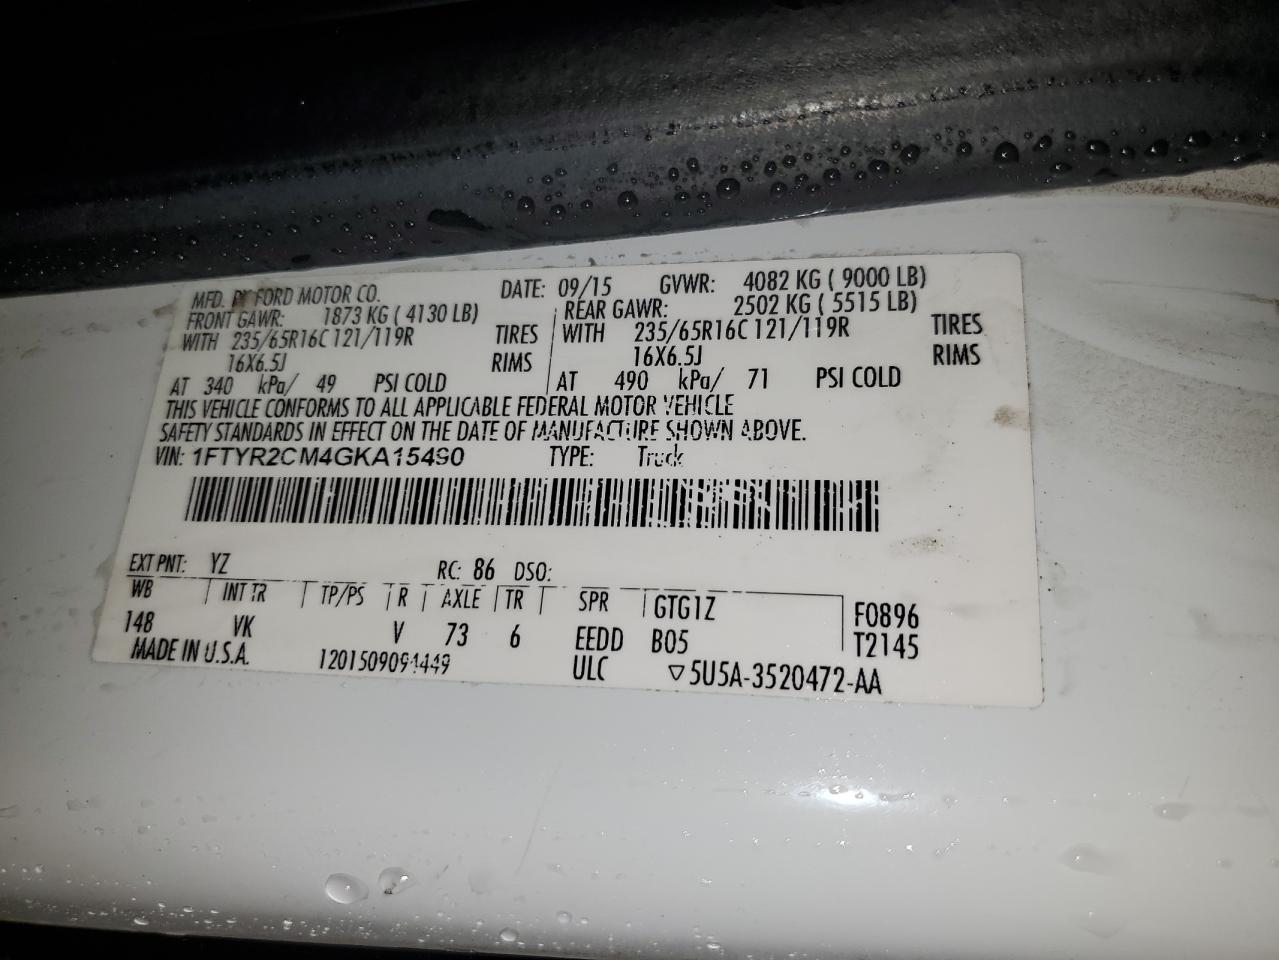 MFD. BY FORD MOTOR CO. DATE: 09/15 GVWR: 4082 KG ( 9000 LB)
FRONT GAWR: 1873 KG ( 4130 LB) REAR GAWR: 2502 KG ( 5515 LB)
WITH 235/65R16C 121/119R TIRES WITH 235/65R16C 121/119R TIRES
16X6.5J RIMS 16X6.5J RIMS
AT 340 kPa/ 49 PSI COLD AT 490 kPa/ 71 PSI COLD
THIS VEHICLE CONFORMS TO ALL APPLICABLE FEDERAL MOTOR VEHICLE
SAFETY STANDARDS IN EFFECT ON THE DATE OF MANUFACTURE SHOWN ABOVE.
VIN: 1FTYR2CM4GKA15490 TYPE: Truck
EXT PNT: YZ RC: 86 DSO:
WB INT TR TP/PS R AXLE TR SPR GTG1Z F0896
148 VK V 73 6 EEDD B05 T2145
MADE IN U.S.A. 1201509094449 ULC ▽5U5A-3520472-AA